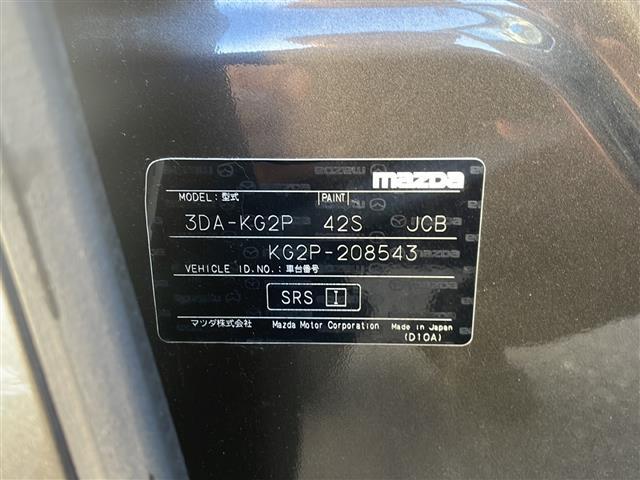 mazda
MODEL: 型式 PAINT
3DA-KG2P 42S JCB
KG2P-208543
VEHICLE ID.NO.: 車台番号
SRS I
マツダ株式会社 Mazda Motor Corporation Made in Japan
(D10A)